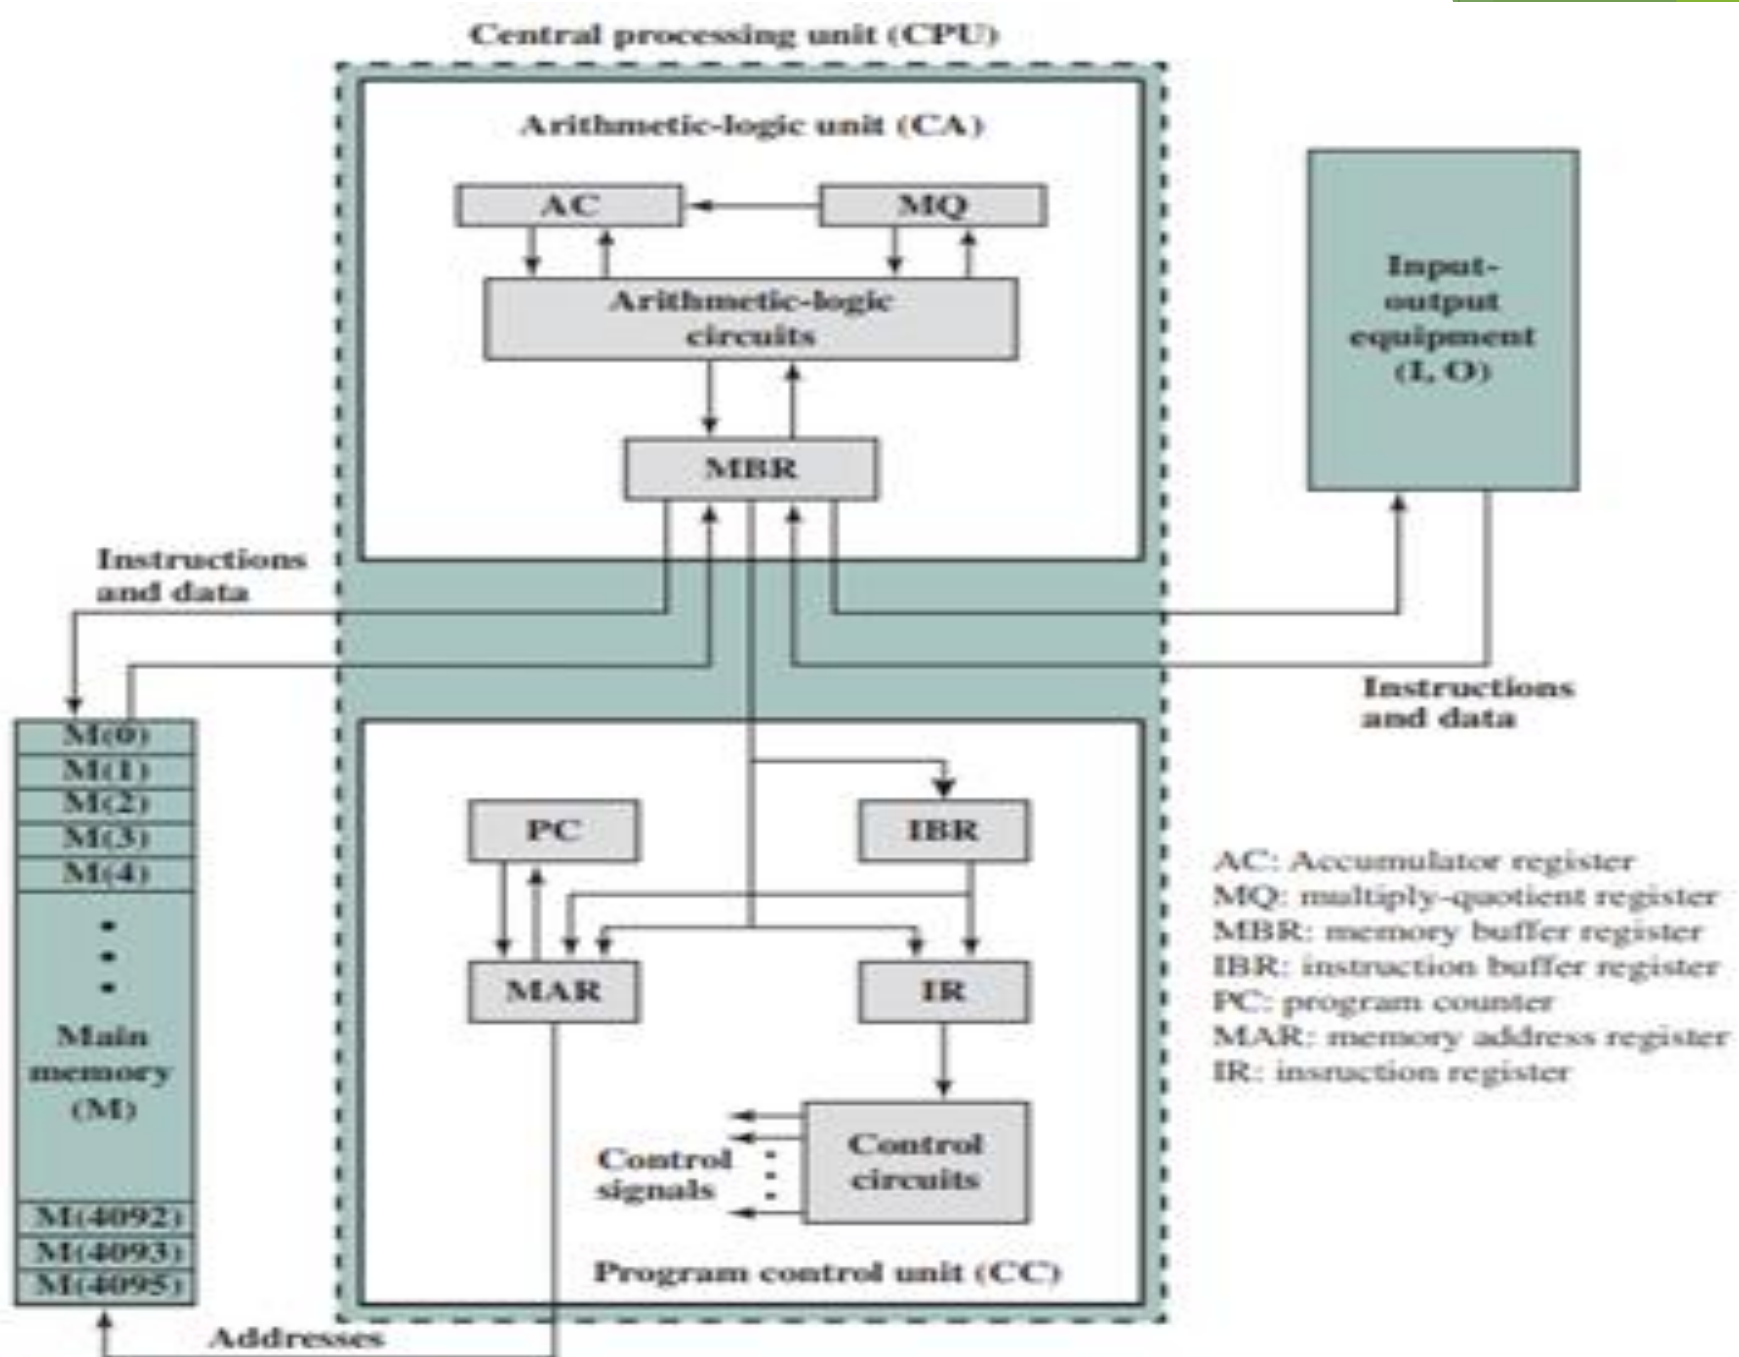 Central processing unit (CPU)
Arithmetic-logic unit (CA)
AC
MQ
Arithmetic-logic
circuits
MBR
Input-
output
equipment
(I, O)
Instructions
and data
Instructions
and data
M(0)
M(1)
M(2)
M(3)
M(4)
Main
memory
(M)
M(4092)
M(4093)
M(4095)
PC
IBR
MAR
IR
Control
signals
Control
circuits
Program control unit (CC)
Addresses
AC: Accumulator register
MQ: multiply-quotient register
MBR: memory buffer register
IBR: instruction buffer register
PC: program counter
MAR: memory address register
IR: insruction register